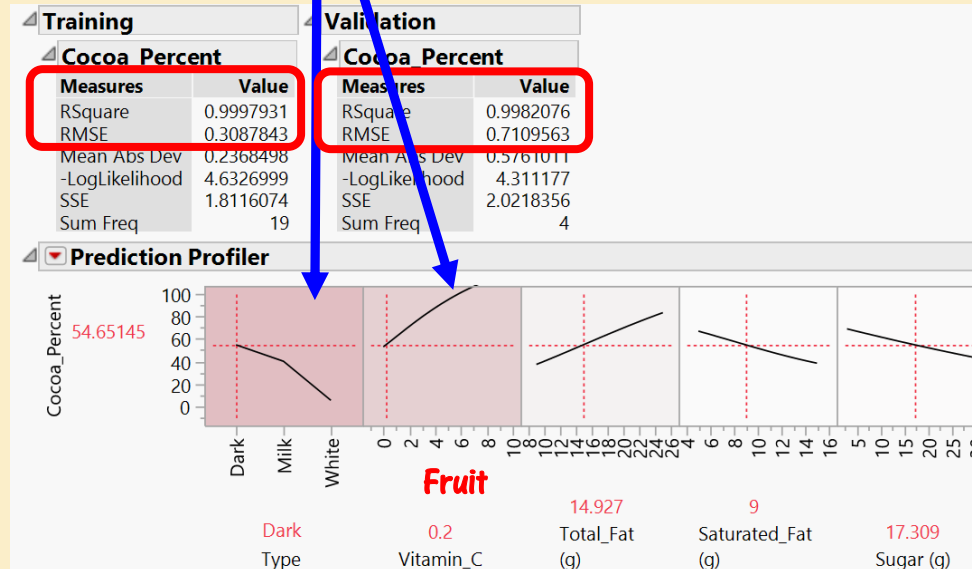 Training
Validation
Cocoa_Percent
Cocoa_Percent
Measures Value
RSquare 0.9997931
RMSE 0.3087843
Mean Abs Dev 0.2368498
-LogLikelihood 4.6326999
SSE 1.8116074
Sum Freq 19
Measures Value
RSquare 0.9982076
RMSE 0.7109563
Mean Abs Dev 0.5761011
-LogLikelihood 4.311177
SSE 2.0218356
Sum Freq 4
Prediction Profiler
Cocoa_Percent
54.65145
100
80
60
40
20
0
Dark
Milk
White
0 2 4 6 8 10
8 10 12 14 16 18 20 22 24 26
4 6 8 10 12 14 16
5 10 15 20 25
Fruit
Dark
Type
0.2
Vitamin_C
14.927
Total_Fat
(g)
9
Saturated_Fat
(g)
17.309
Sugar (g)